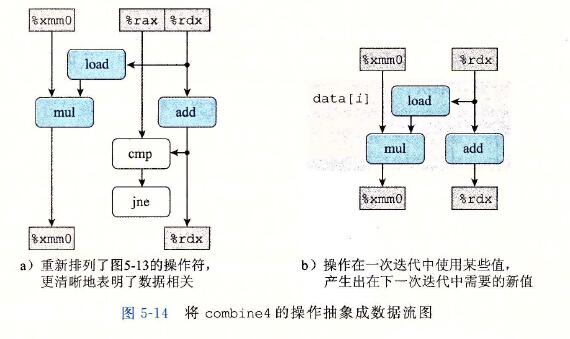 %xmm0 %rax %rdx
load
mul add
cmp
jne
%xmm0 %rdx
a）重新排列了图5-13的操作符，
更清晰地表明了数据相关
%xmm0 %rdx
data[i] load
mul add
%xmm0 %rdx
b）操作在一次迭代中使用某些值，
产生出在下一次迭代中需要的新值
图 5-14 将 combine4 的操作抽象成数据流图